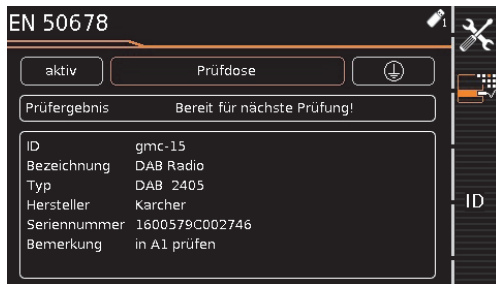 EN 50678
1
aktiv Prüfdose
Prüfergebnis Bereit für nächste Prüfung!
ID gmc-15
Bezeichnung DAB Radio
Typ DAB 2405
Hersteller Karcher
Seriennummer 1600579C002746
Bemerkung in A1 prüfen
ID